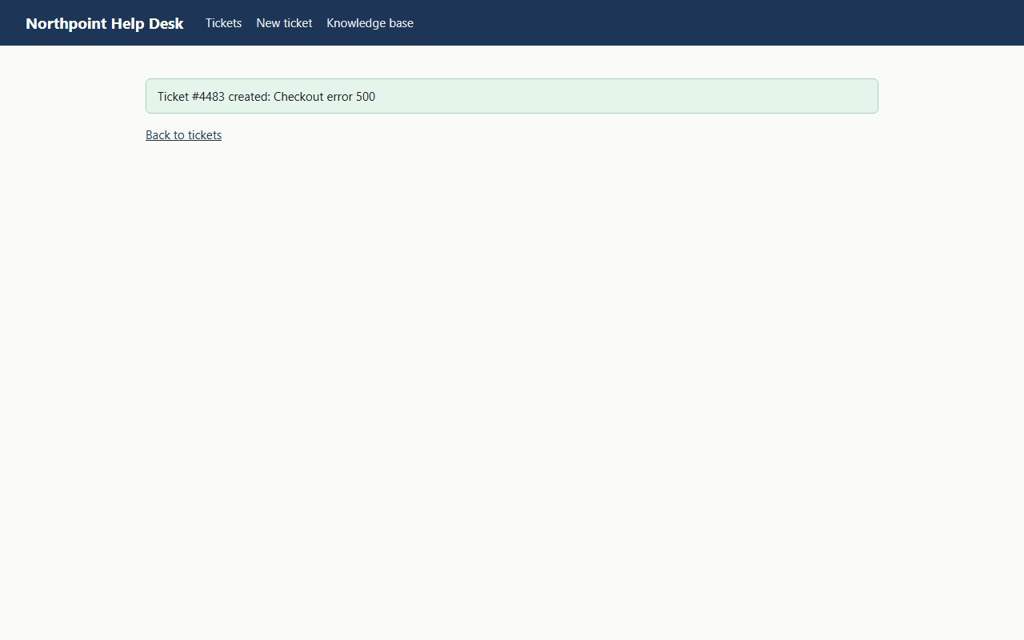 Northpoint Help Desk Tickets New ticket Knowledge base
Ticket #4483 created: Checkout error 500
Back to tickets